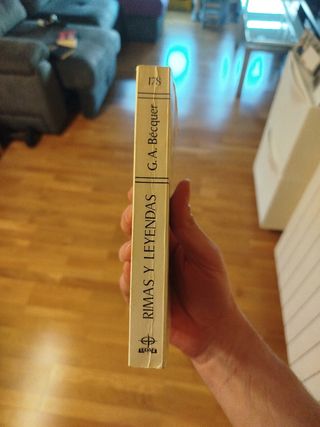 178
G. A. Bécquer
RIMAS Y LEYENDAS